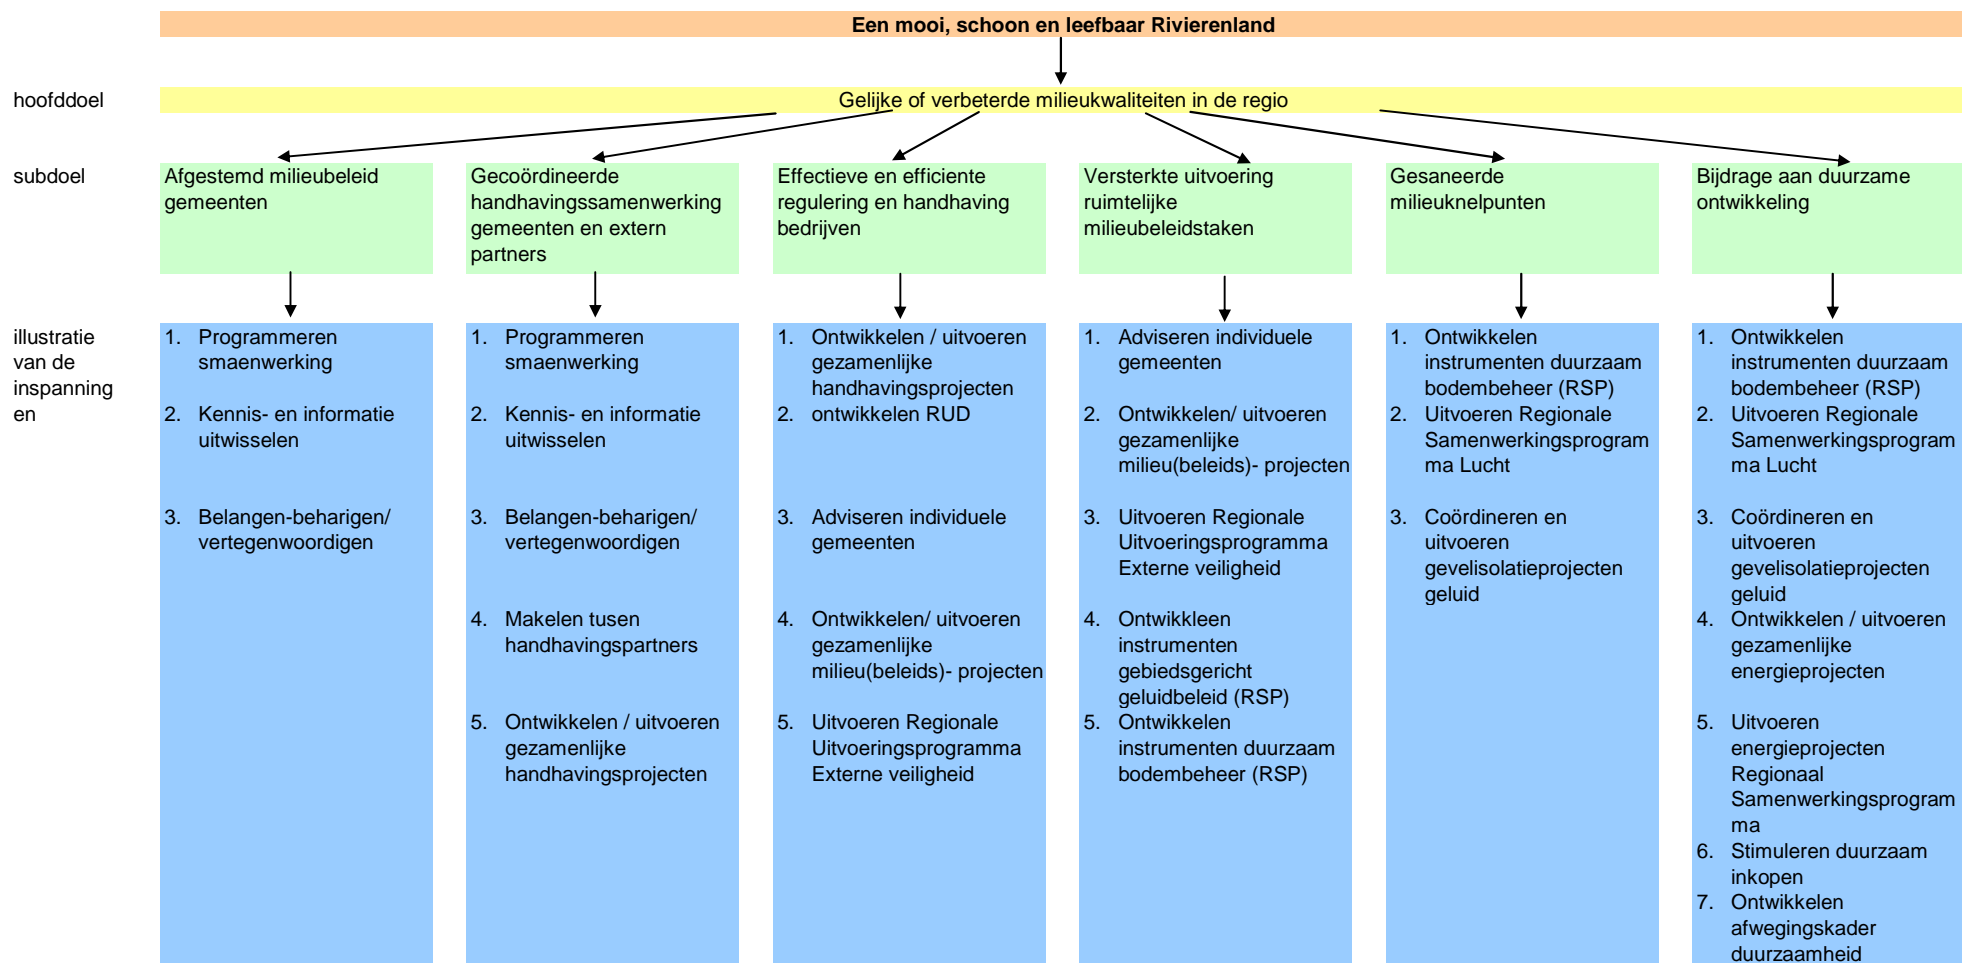 Een mooi, schoon en leefbaar Rivierenland
hoofddoel
Gelijke of verbeterde milieukwaliteiten in de regio
subdoel
Afgestemd milieubeleid
gemeenten
Gecoördineerde
handhavingssamenwerking
gemeenten en extern
partners
Effectieve en efficiente
regulering en handhaving
bedrijven
Versterkte uitvoering
ruimtelijke
milieubeleidstaken
Gesaneerde
milieuknelpunten
Bijdrage aan duurzame
ontwikkeling
illustratie
van de
inspanning
en
1. Programmeren
smaenwerking
2. Kennis- en informatie
uitwisselen
3. Belangen-beharigen/
vertegenwoordigen
1. Programmeren
smaenwerking
2. Kennis- en informatie
uitwisselen
3. Belangen-beharigen/
vertegenwoordigen
4. Makelen tusen
handhavingspartners
5. Ontwikkelen / uitvoeren
gezamenlijke
handhavingsprojecten
1. Ontwikkelen / uitvoeren
gezamenlijke
handhavingsprojecten
2. ontwikkelen RUD
3. Adviseren individuele
gemeenten
4. Ontwikkelen/ uitvoeren
gezamenlijke
milieu(beleids)- projecten
5. Uitvoeren Regionale
Uitvoeringsprogramma
Externe veiligheid
1. Adviseren individuele
gemeenten
2. Ontwikkelen/ uitvoeren
gezamenlijke
milieu(beleids)- projecten
3. Uitvoeren Regionale
Uitvoeringsprogramma
Externe veiligheid
4. Ontwikkleen
instrumenten
gebiedsgericht
geluidbeleid (RSP)
5. Ontwikkelen
instrumenten duurzaam
bodembeheer (RSP)
1. Ontwikkelen
instrumenten duurzaam
bodembeheer (RSP)
2. Uitvoeren Regionale
Samenwerkingsprogram
ma Lucht
3. Coördineren en
uitvoeren
gevelisolatieprojecten
geluid
1. Ontwikkelen
instrumenten duurzaam
bodembeheer (RSP)
2. Uitvoeren Regionale
Samenwerkingsprogram
ma Lucht
3. Coördineren en
uitvoeren
gevelisolatieprojecten
geluid
4. Ontwikkelen / uitvoeren
gezamenlijke
energieprojecten
5. Uitvoeren
energieprojecten
Regionaal
Samenwerkingsprogram
ma
6. Stimuleren duurzaam
inkopen
7. Ontwikkelen
afwegingskader
duurzaamheid